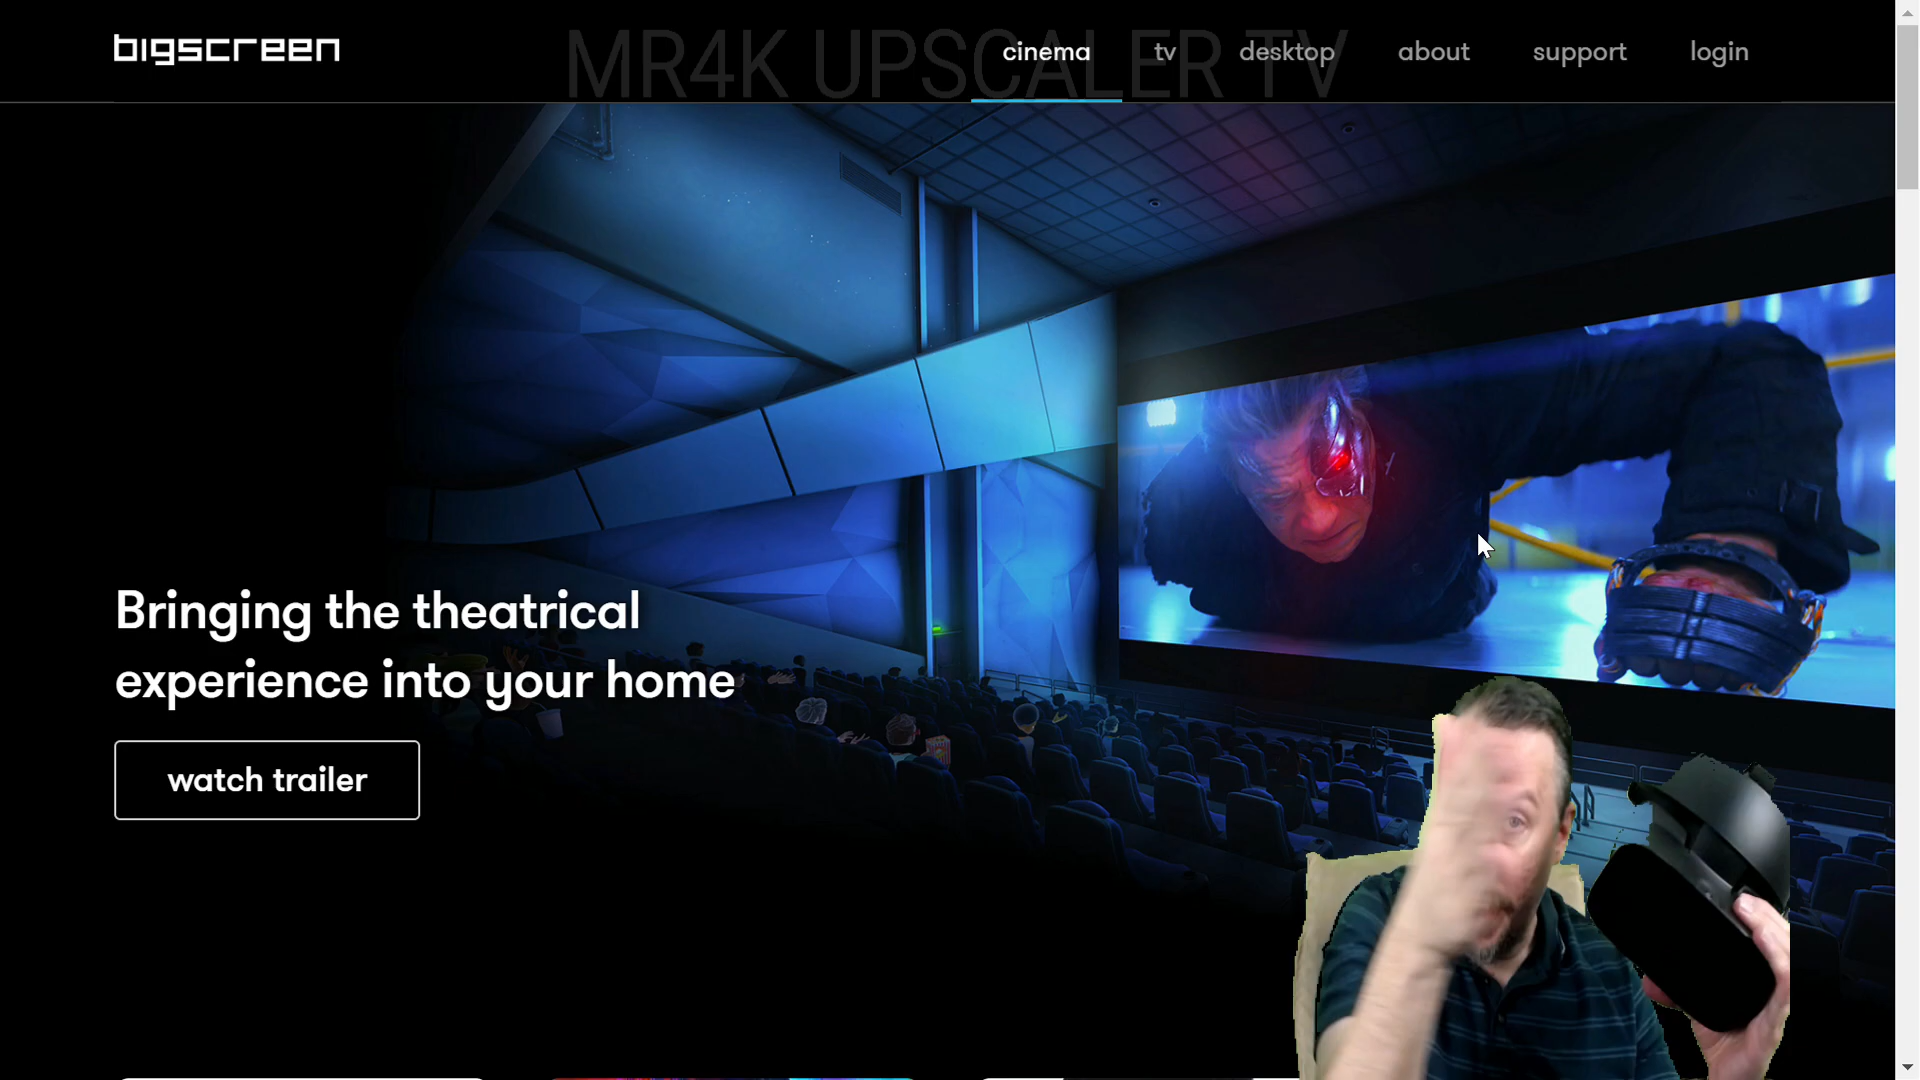 bigscreen
MR4K UPSCALER TV
cinema
tv
desktop
about
support
login
Bringing the theatrical
experience into your home
watch trailer